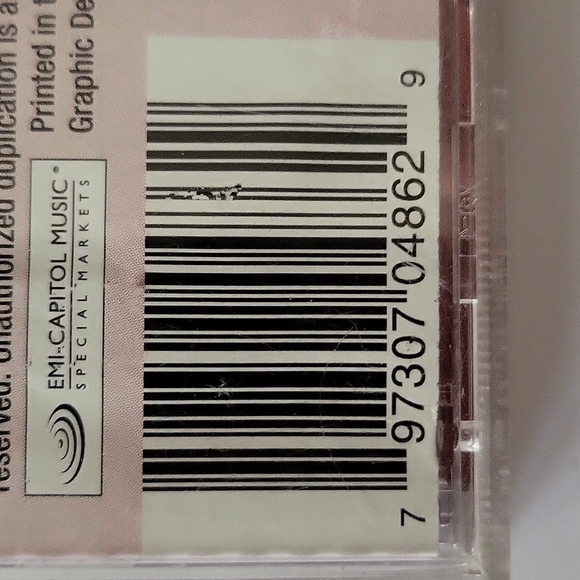 reserved. Unauthorized duplication is a
EMI-CAPITOL MUSIC®
SPECIAL MARKETS
Printed in t
Graphic De
7 97307 04862 9